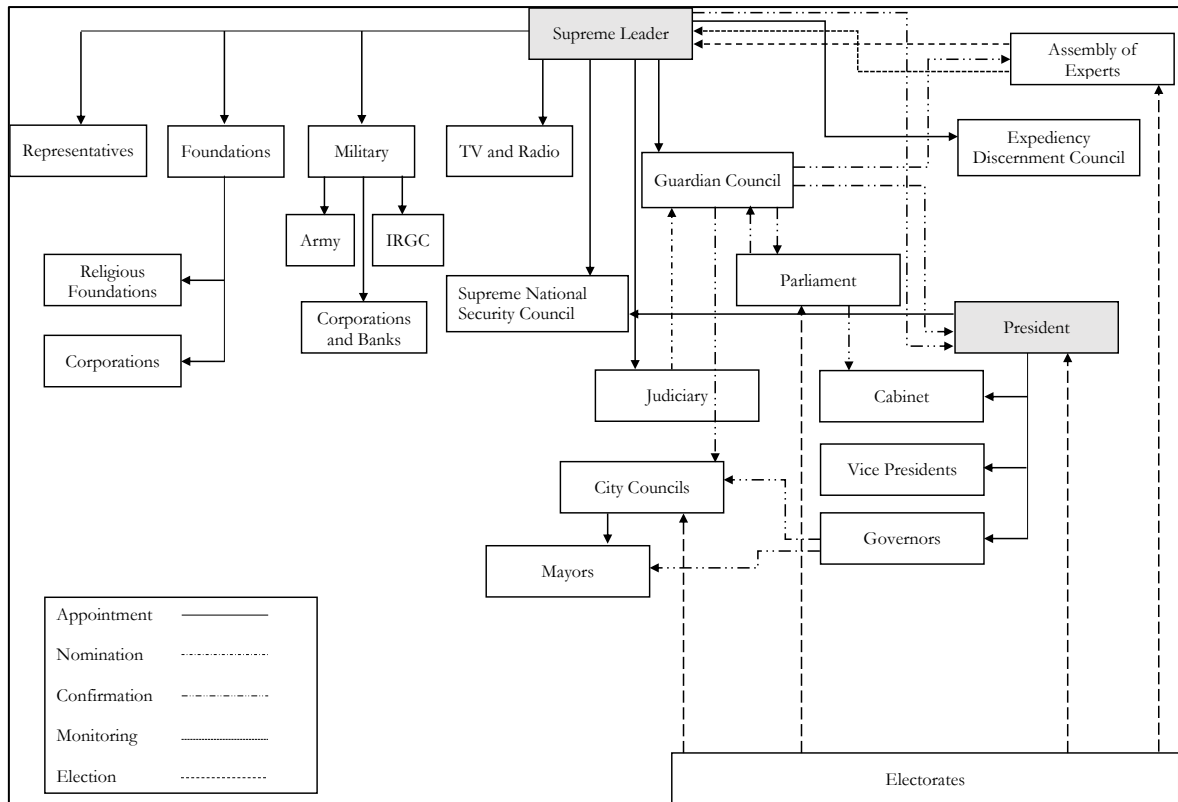 Supreme Leader
Assembly of
Experts
Representatives
Foundations
Military
TV and Radio
Expediency
Discernment Council
Guardian Council
Army
IRGC
Religious
Foundations
Supreme National
Security Council
Parliament
Corporations
and Banks
President
Corporations
Judiciary
Cabinet
City Councils
Vice Presidents
Governors
Mayors
Appointment
Nomination
Confirmation
Monitoring
Election
Electorates